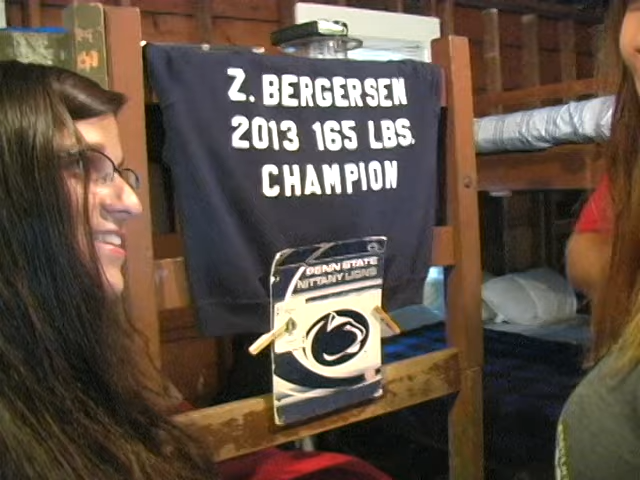 Z. BERGERSEN
2013 165 LBS.
CHAMPION
PENN STATE
NITTANY LIONS